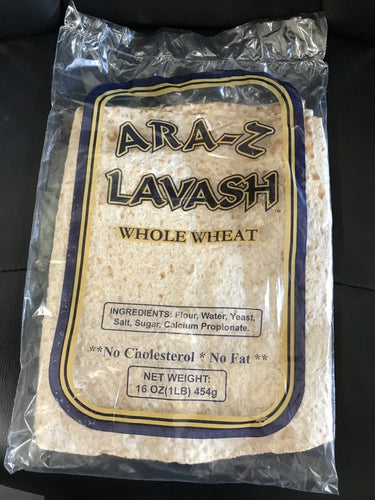 ARA-Z
LAVASH
WHOLE WHEAT
INGREDIENTS: Flour, Water, Yeast,
Salt, Sugar, Calcium Propionate.
**No Cholesterol * No Fat **
NET WEIGHT:
16 OZ(1LB) 454g